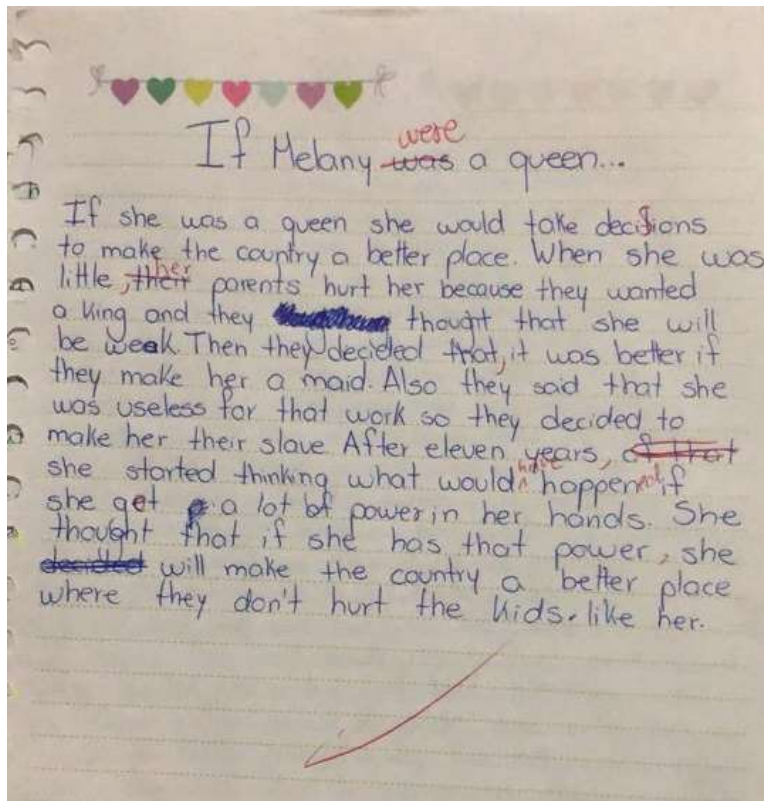 were
If Melany was a queen...
If she was a queen she would take decisions
to make the country a better place. When she was
little, their her parents hurt her because they wanted
a king and they thought that she will
be weak. Then they decided that, it was better if
they make her a maid. Also they said that she
was useless for that work so they decided to
make her their slave After eleven years, of that
she started thinking what would have happened if
she get a lot of power, in her hands. She
thought that if she has that power, she
decidted will make the country a better place
where they don't hurt the kids. like her.